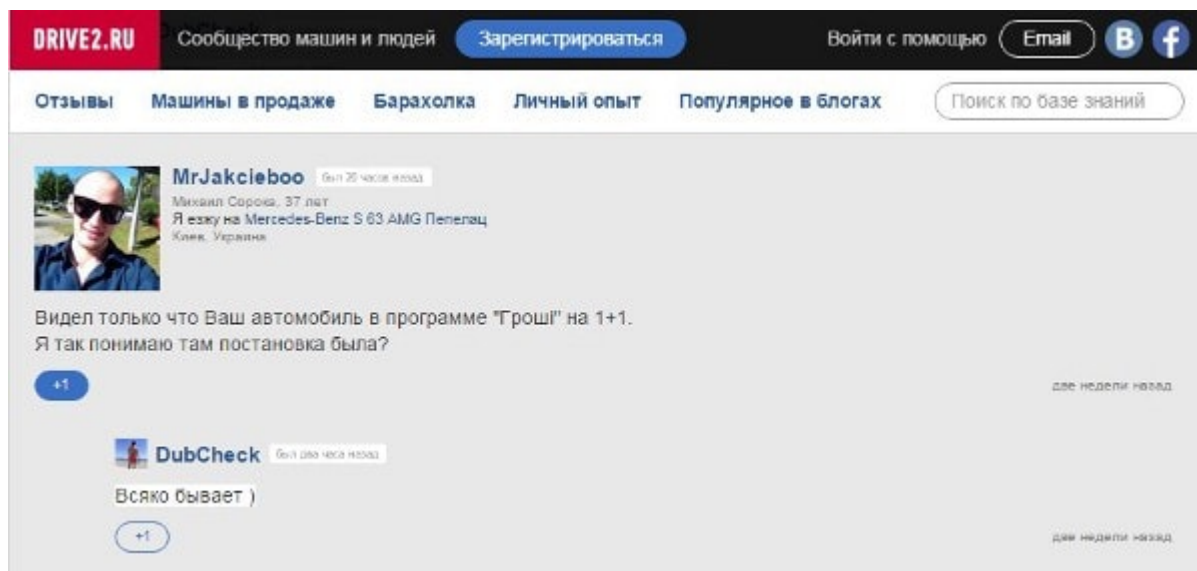 DRIVE2.RU Сообщество машин и людей Зарегистрироваться Войти с помощью Email В f
Отзывы Машины в продаже Барахолка Личный опыт Популярное в блогах Поиск по базе знаний
MrJakcieboo был 20 часов назад
Михаил Сорока, 37 лет
Я езжу на Mercedes-Benz S 63 AMG Пепелац
Киев, Украина
Видел только что Ваш автомобиль в программе "Гроші" на 1+1.
Я так понимаю там постановка была?
+1 две недели назад
DubCheck был два часа назад
Всяко бывает )
+1 две недели назад